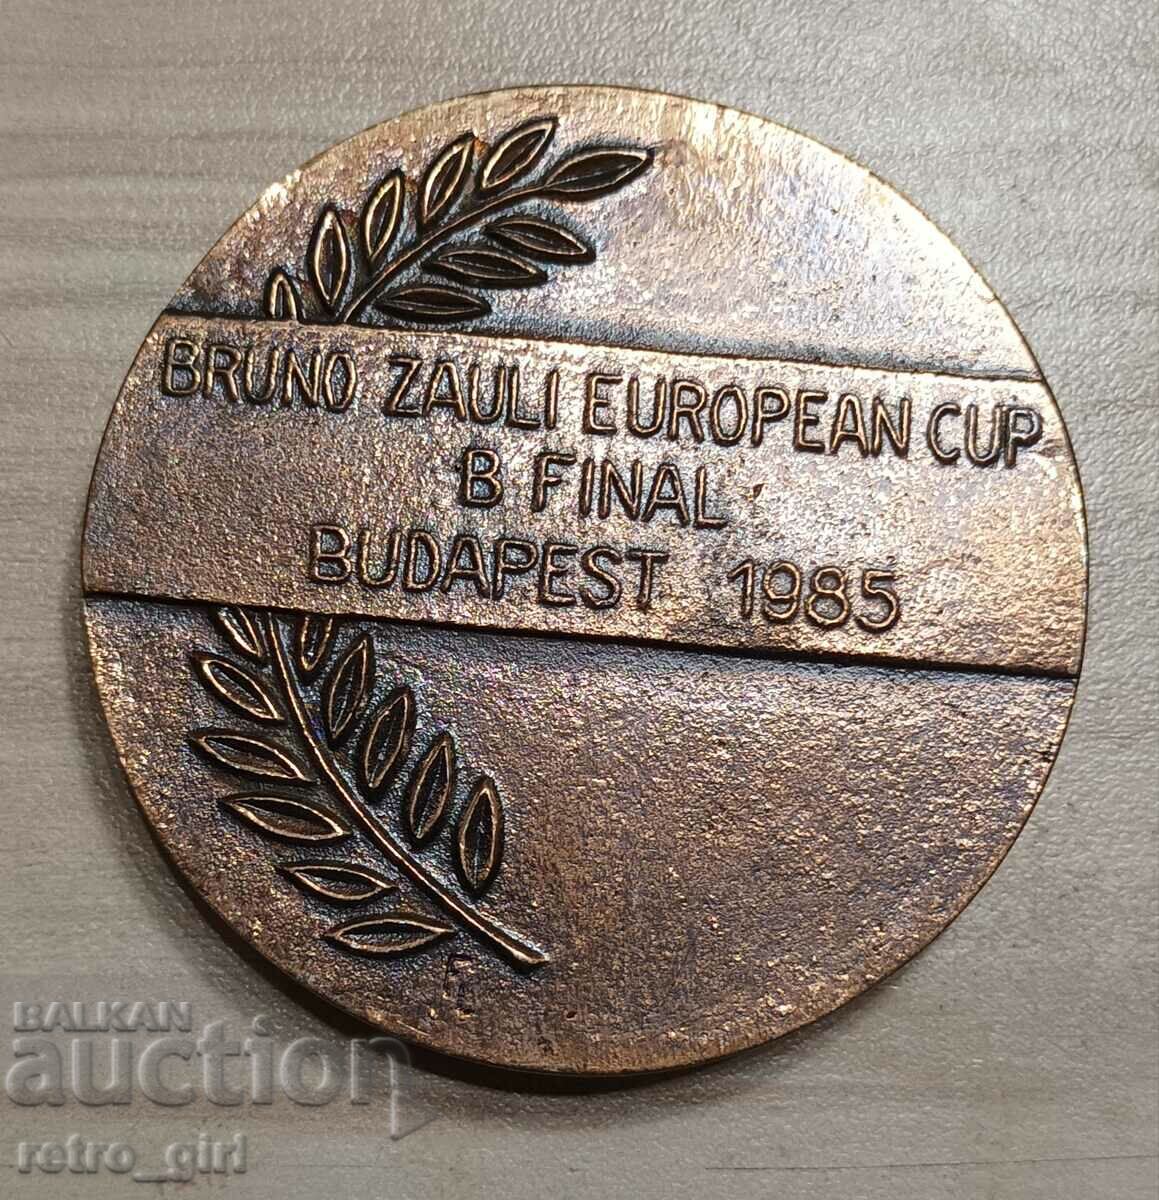 BRUNO ZAULI EUROPEAN CUP
B FINAL
BUDAPEST 1985
BALKAN
auction
retro_girl